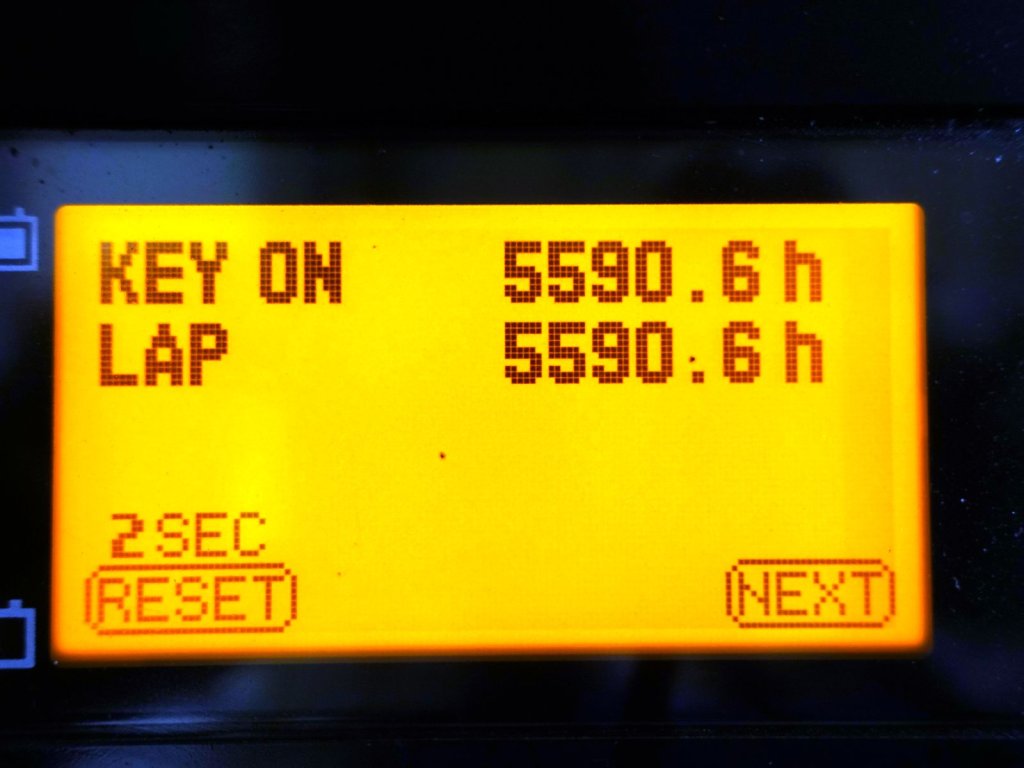 KEY ON 5590.6 h
LAP 5590.6 h
2 SEC
RESET NEXT